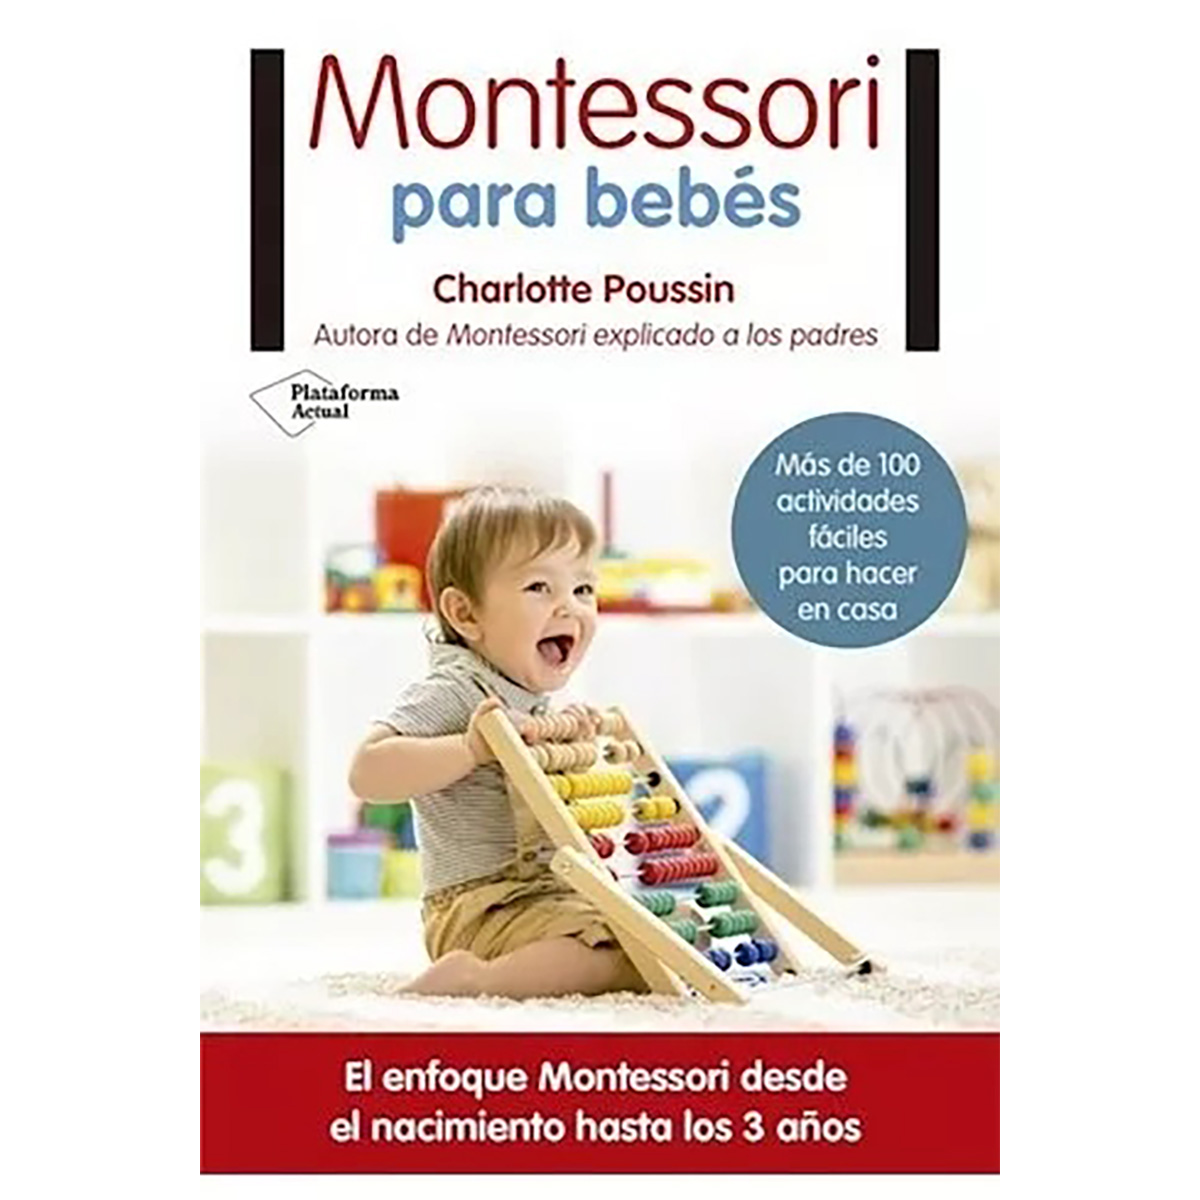 Montessori
para bebés
Charlotte Poussin
Autora de Montessori explicado a los padres
Plataforma
Actual
Más de 100
actividades
fáciles
para hacer
en casa
3
2
El enfoque Montessori desde
el nacimiento hasta los 3 años